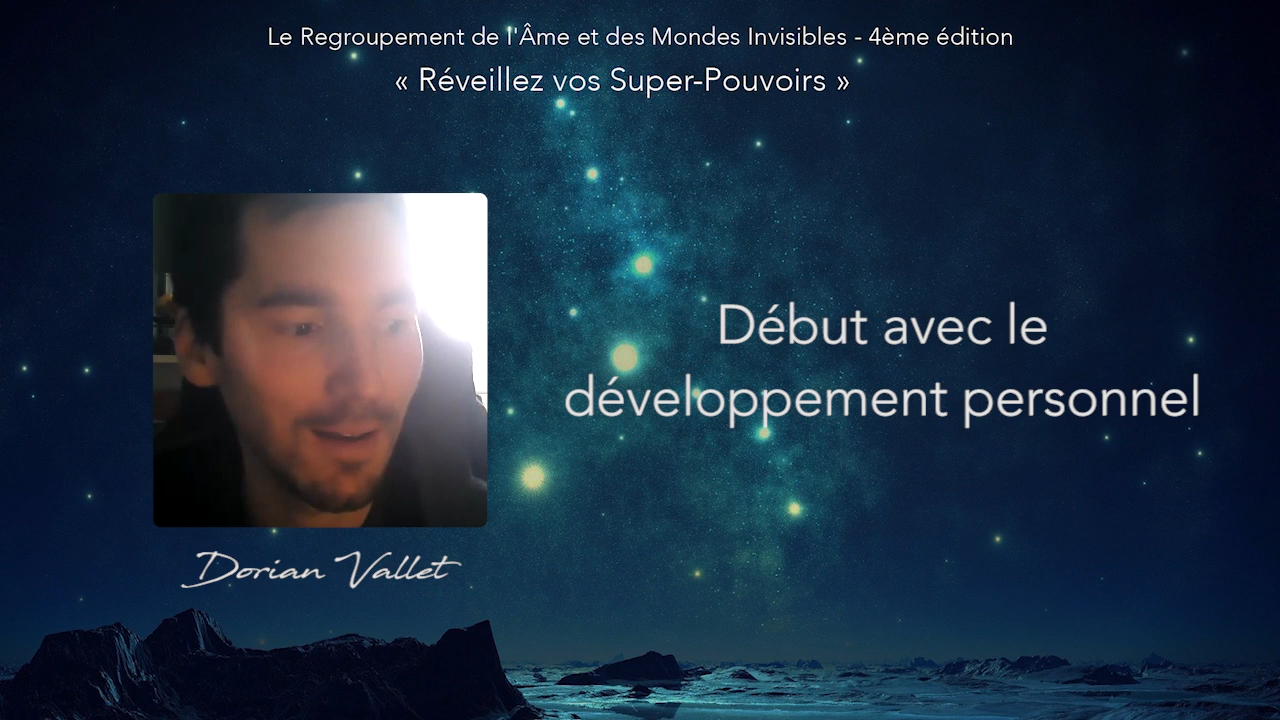 Le Regroupement de l'Âme et des Mondes Invisibles - 4ème édition
« Réveillez vos Super-Pouvoirs »
Début avec le
développement personnel
Dorian Vallet